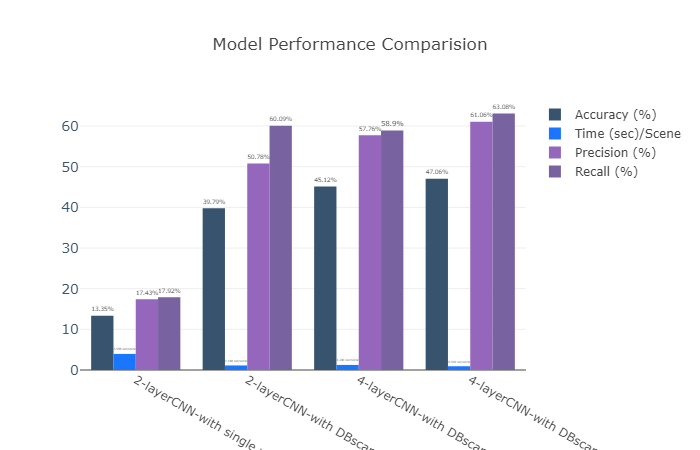 Model Performance Comparision
Accuracy (%)
Time (sec)/Scene
Precision (%)
Recall (%)
60
50
40
30
20
10
0
13.35%
17.43%
17.92%
39.79%
50.78%
60.09%
45.12%
57.76%
58.9%
47.06%
61.06%
63.08%
2-layerCNN-with single
2-layerCNN-with DBscan
4-layerCNN-with DBscan
4-layerCNN-with DBscan